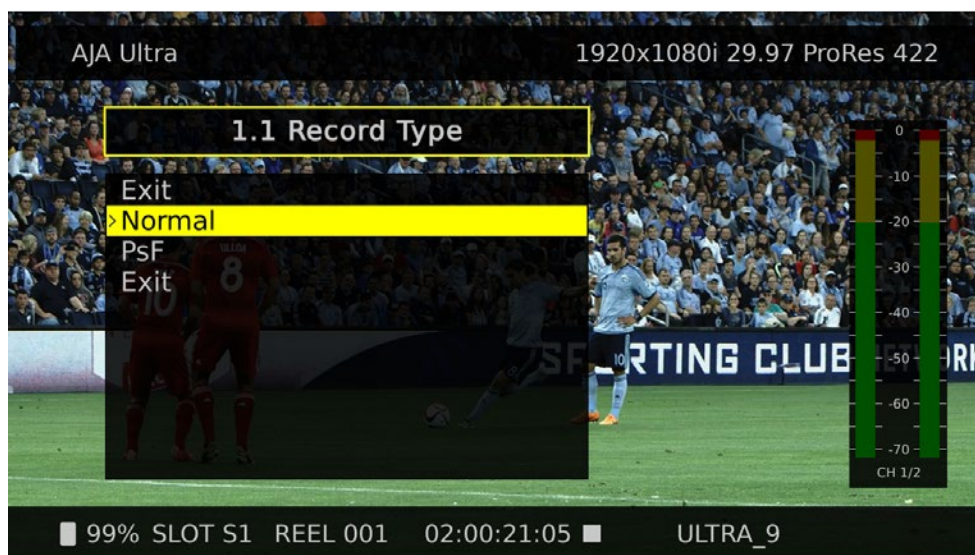 AJA Ultra
1920x1080i 29.97 ProRes 422
1.1 Record Type
Exit
>Normal
PsF
Exit
ULLOA
8
10
8
10
SP RTING CLUB
0
-10
-20
-30
-40
-50
-60
-70
CH 1/2
99% SLOT S1 REEL 001 02:00:21:05 ULTRA_9